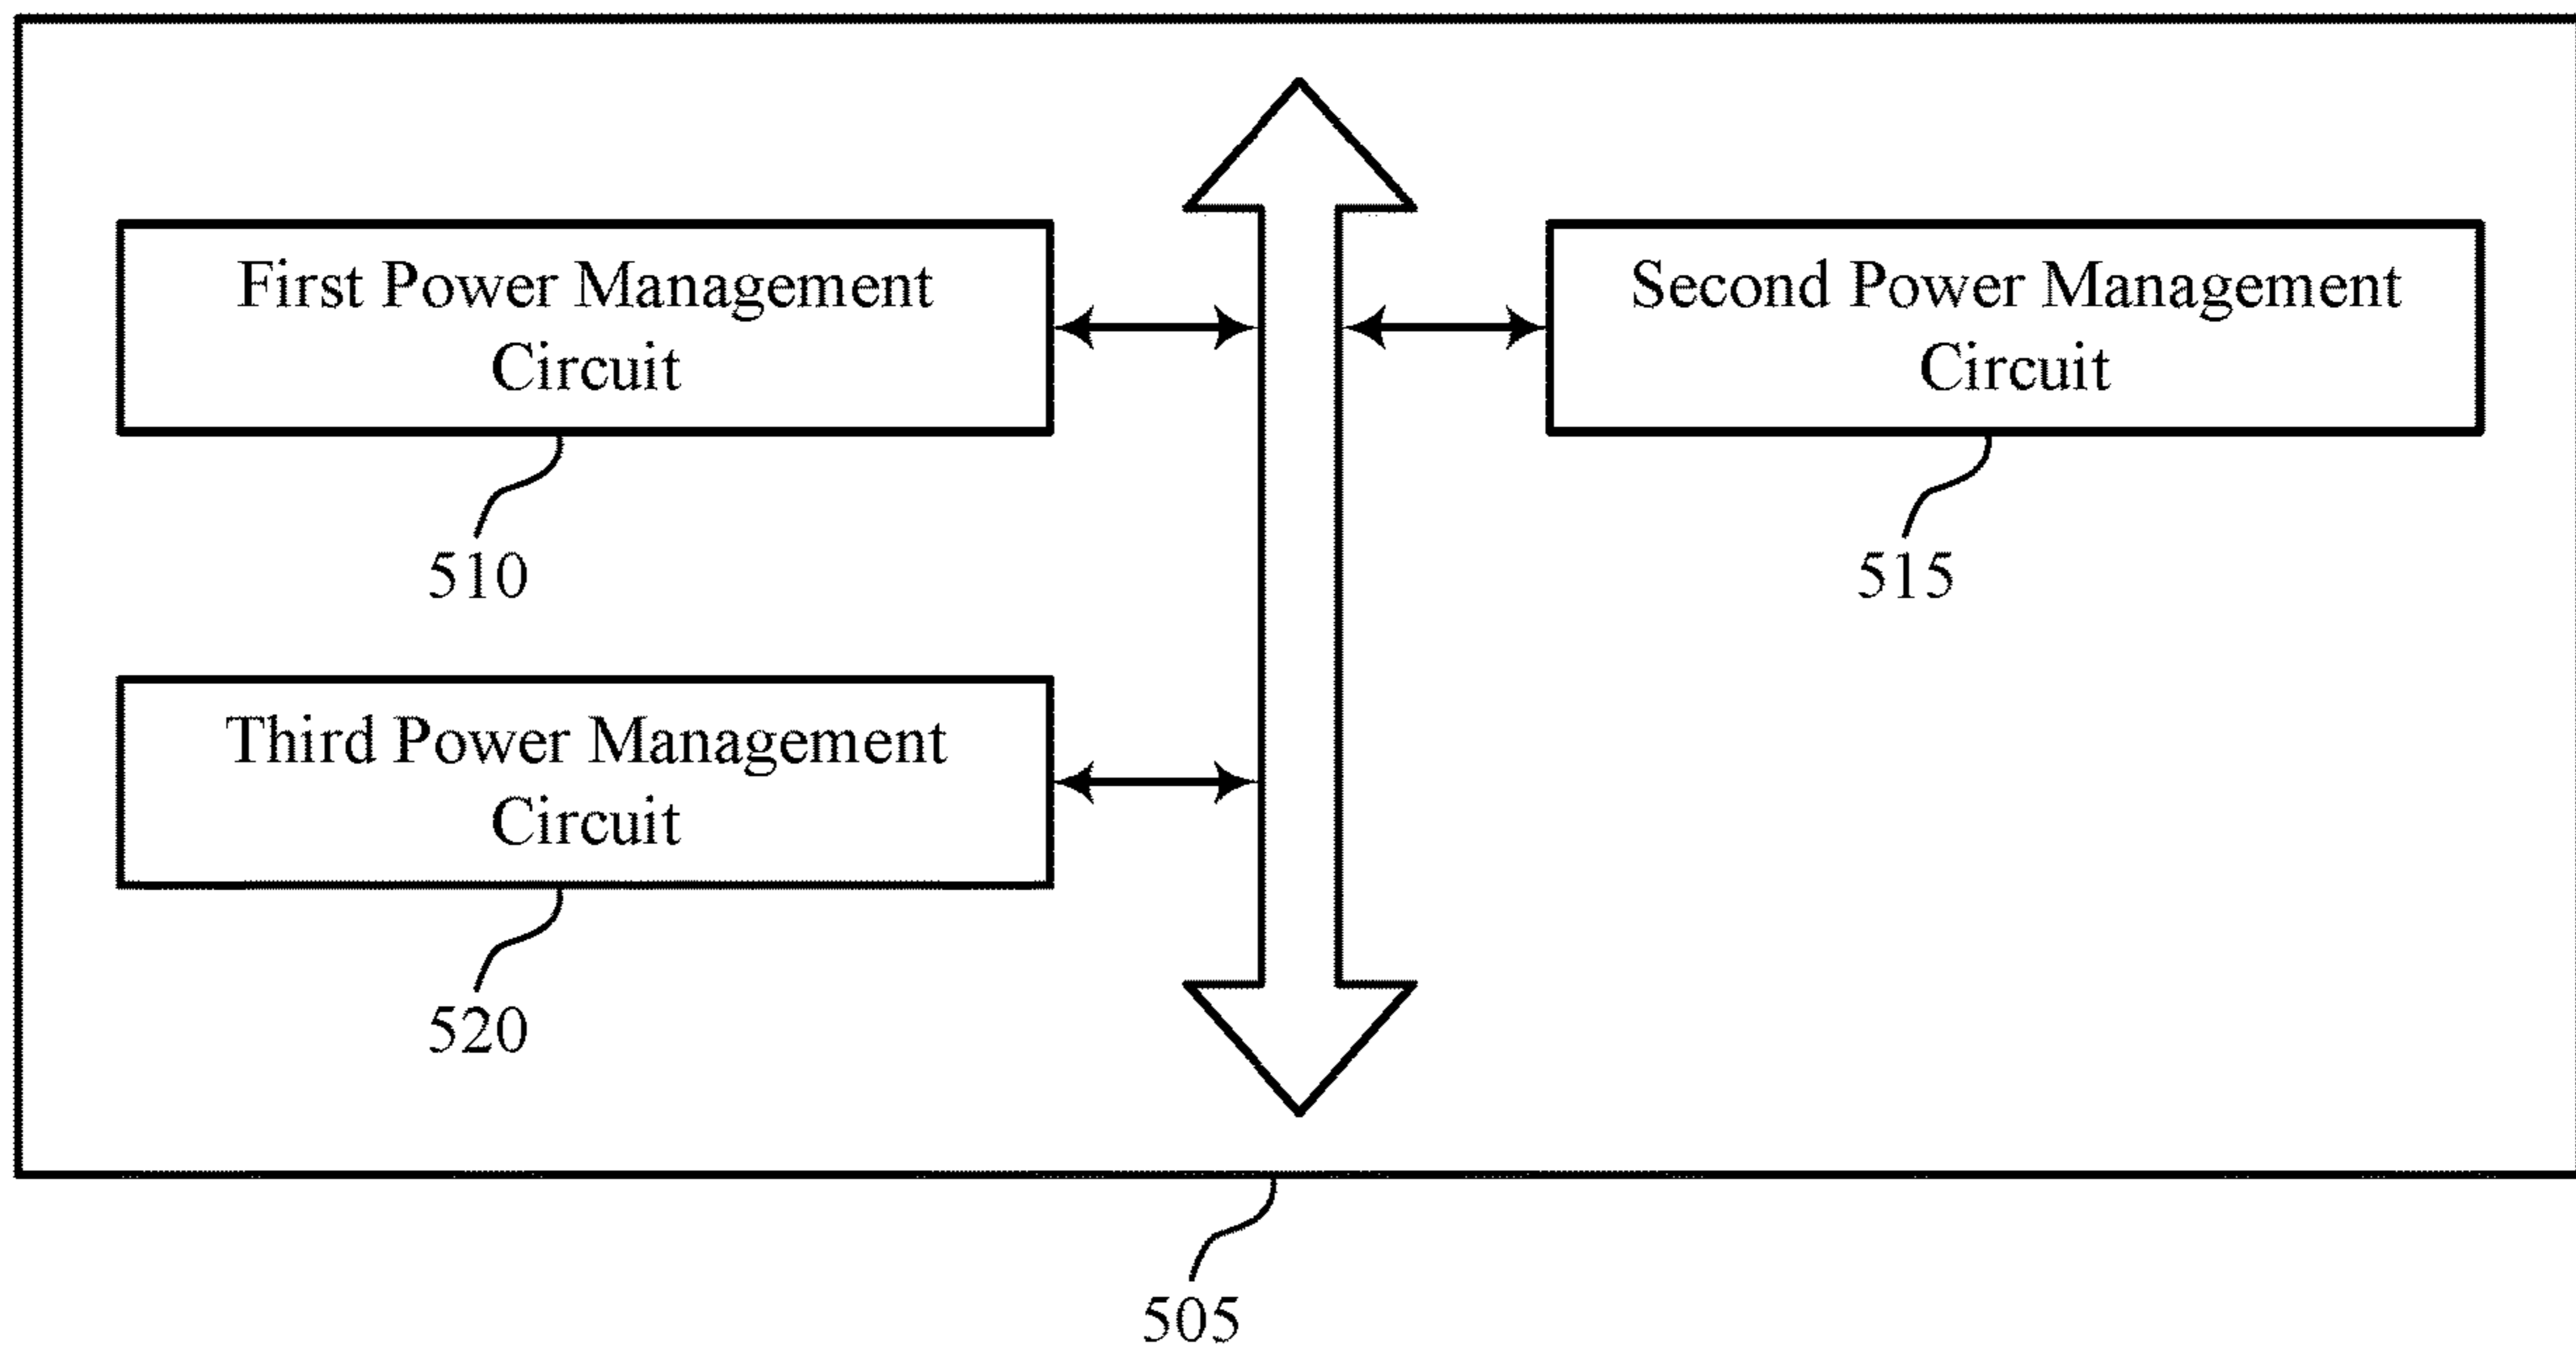 First Power Management
Circuit
510
Second Power Management
Circuit
515
Third Power Management
Circuit
520
505